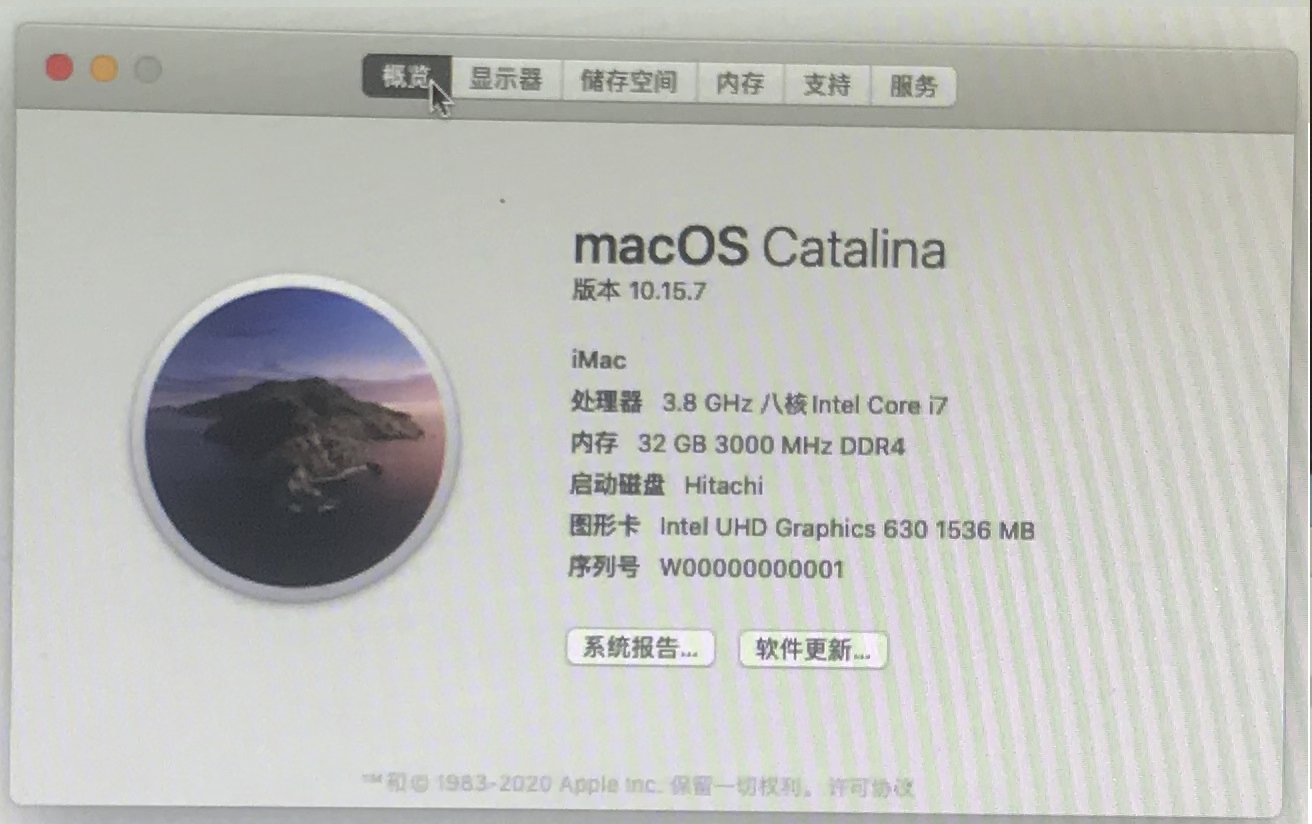 概览 显示器 储存空间 内存 支持 服务
macOS Catalina
版本 10.15.7
iMac
处理器 3.8 GHz 八核Intel Core i7
内存 32 GB 3000 MHz DDR4
启动磁盘 Hitachi
图形卡 Intel UHD Graphics 630 1536 MB
序列号 W00000000001
系统报告... 软件更新...
™和© 1983-2020 Apple Inc. 保留一切权利。 许可协议